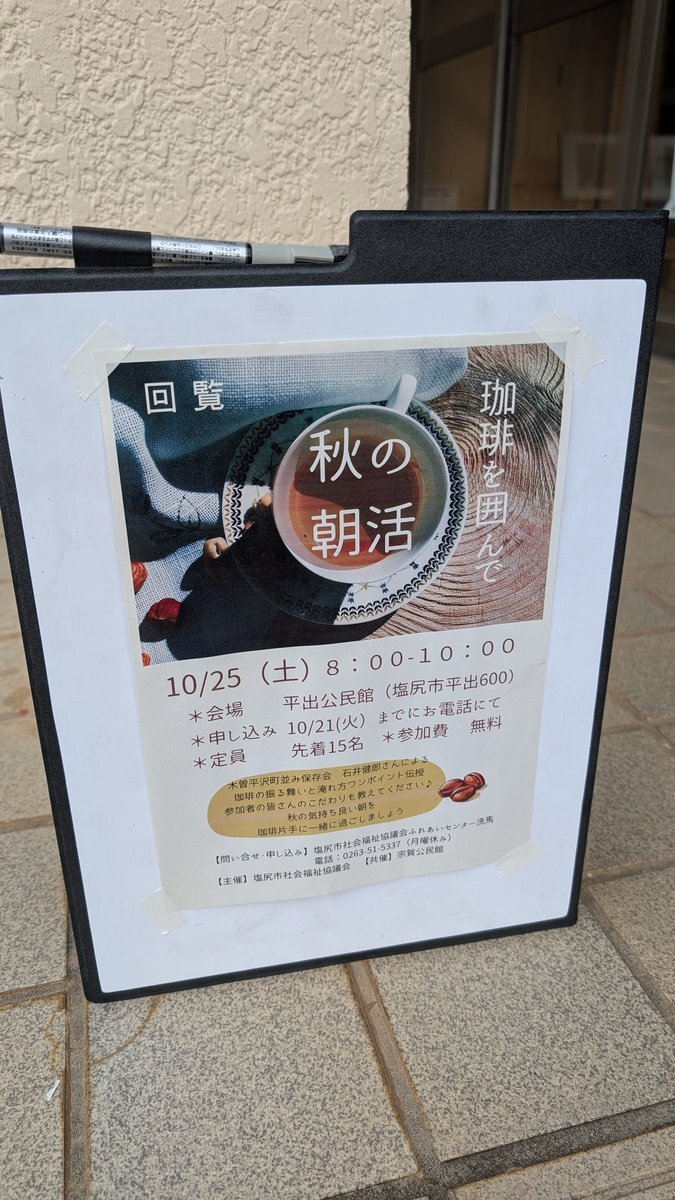 回覧
珈琲を囲んで
秋の
朝活
10/25（土）８：００-１０：００
＊会場　平出公民館（塩尻市平出600）
＊申し込み 10/21(火）までにお電話にて
＊定員　先着15名　＊参加費　無料
木曽平沢町並み保存会　石井健郎さんによる
珈琲の振る舞いと淹れ方ワンポイント伝授
参加者の皆さんのこだわりも教えてください♪
秋の気持ち良い朝を
珈琲片手に一緒に過ごしましょう
【問い合せ・申し込み】塩尻市社会福祉協議会ふれあいセンター洗馬
電話：0263-51-5337（月曜休み）
【主催】塩尻市社会福祉協議会　【共催】宗賀公民館